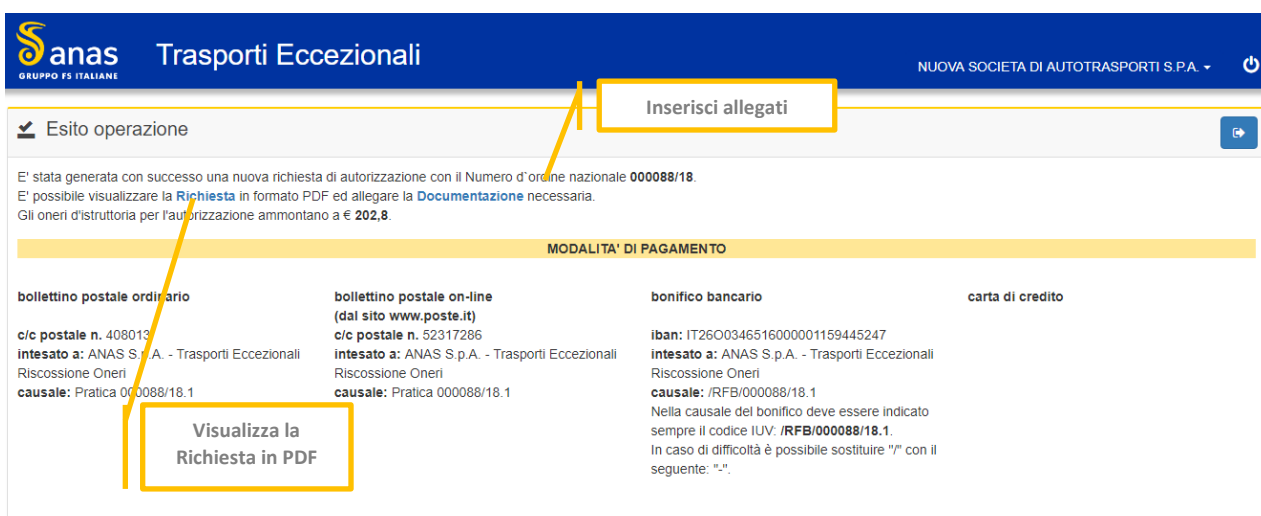 anas
GRUPPO FS ITALIANE
Trasporti Eccezionali
NUOVA SOCIETA DI AUTOTRASPORTI S.P.A.
Inserisci allegati
Esito operazione
E' stata generata con successo una nuova richiesta di autorizzazione con il Numero d`ordine nazionale 000088/18.
E' possibile visualizzare la Richiesta in formato PDF ed allegare la Documentazione necessaria.
Gli oneri d'istruttoria per l'autorizzazione ammontano a € 202,8.
MODALITA' DI PAGAMENTO
bollettino postale ordinario
c/c postale n.
intesato a: ANAS S.p.A. - Trasporti Eccezionali
Riscossione Oneri
causale: Pratica 000088/18.1
bollettino postale on-line
(dal sito www.poste.it)
c/c postale n. 52317286
intesato a: ANAS S.p.A. - Trasporti Eccezionali
Riscossione Oneri
causale: Pratica 000088/18.1
bonifico bancario
iban: IT26O0346516000001159445247
intesato a: ANAS S.p.A. - Trasporti Eccezionali
Riscossione Oneri
causale: /RFB/000088/18.1
Nella causale del bonifico deve essere indicato
sempre il codice IUV: /RFB/000088/18.1.
In caso di difficoltà è possibile sostituire "/" con il
seguente: "-".
carta di credito
Visualizza la
Richiesta in PDF